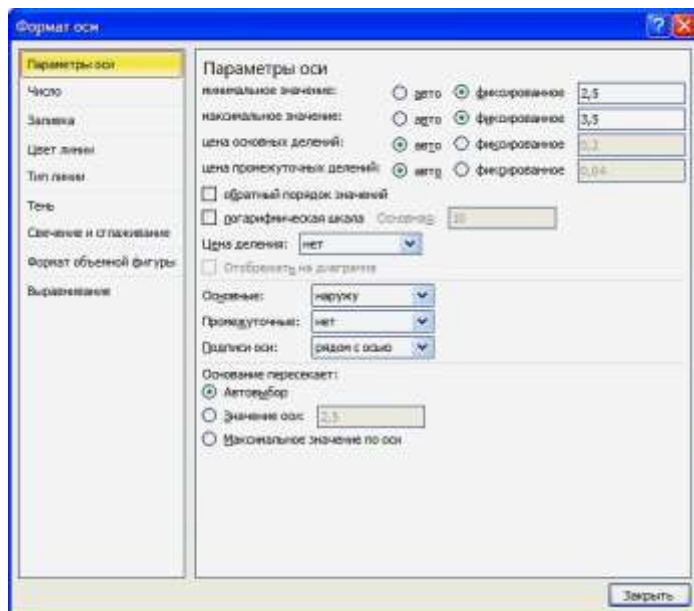 Формат оси
Параметры оси
Число
Заливка
Цвет линии
Тип линии
Тень
Свечение и сглаживание
Формат объемной фигуры
Выравнивание
Параметры оси
минимальное значение: авто фиксированное 2,5
максимальное значение: авто фиксированное 3,5
цена основных делений: авто фиксированное 0,2
цена промежуточных делений: авто фиксированное 0,04
обратный порядок значений
логарифмическая шкала Основная: 10
Цена деления: нет
Отображать на диаграмме
Основные: наружу
Промежуточные: нет
Подписи оси: рядом с осью
Основание пересекает:
Автовыбор
Значение оси: 2,5
Максимальное значение по оси
Закрыть